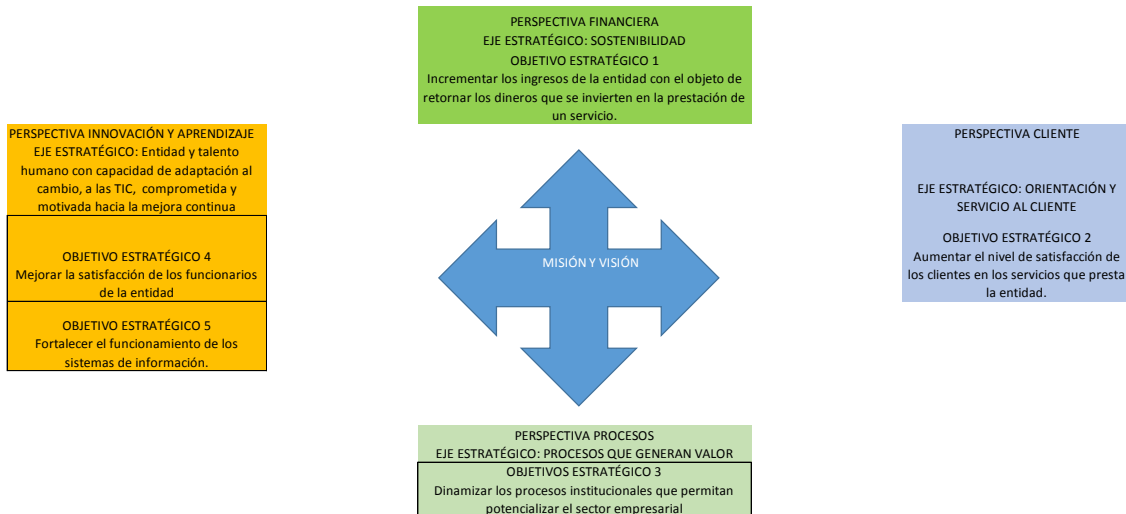 PERSPECTIVA FINANCIERA
EJE ESTRATÉGICO: SOSTENIBILIDAD
OBJETIVO ESTRATÉGICO 1
Incrementar los ingresos de la entidad con el objeto de
retornar los dineros que se invierten en la prestación de
un servicio.
PERSPECTIVA INNOVACIÓN Y APRENDIZAJE
EJE ESTRATÉGICO: Entidad y talento
humano con capacidad de adaptación al
cambio, a las TIC, comprometida y
motivada hacia la mejora continua
OBJETIVO ESTRATÉGICO 4
Mejorar la satisfacción de los funcionarios
de la entidad
OBJETIVO ESTRATÉGICO 5
Fortalecer el funcionamiento de los
sistemas de información.
MISIÓN Y VISIÓN
PERSPECTIVA CLIENTE
EJE ESTRATÉGICO: ORIENTACIÓN Y
SERVICIO AL CLIENTE
OBJETIVO ESTRATÉGICO 2
Aumentar el nivel de satisfacción de
los clientes en los servicios que presta
la entidad.
PERSPECTIVA PROCESOS
EJE ESTRATÉGICO: PROCESOS QUE GENERAN VALOR
OBJETIVOS ESTRATÉGICO 3
Dinamizar los procesos institucionales que permitan
potencializar el sector empresarial